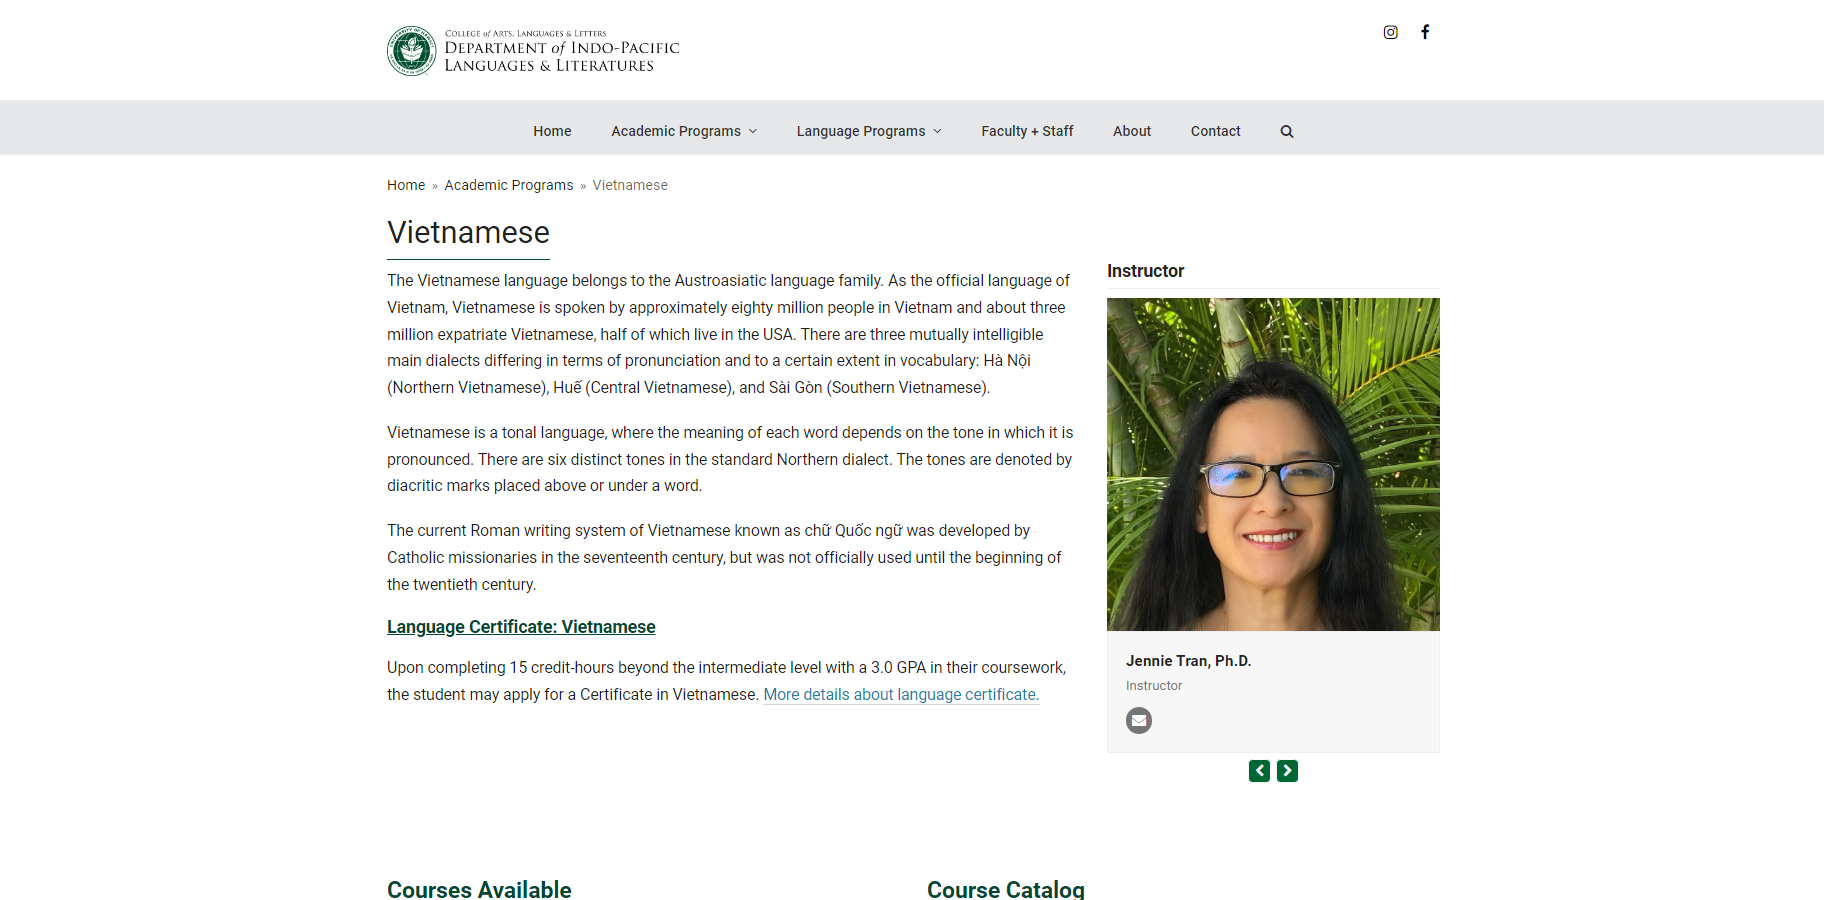 College of Arts, Languages & Letters
Department of Indo-Pacific
Languages & Literatures
Home
Academic Programs
Language Programs
Faculty + Staff
About
Contact
Home » Academic Programs » Vietnamese
Vietnamese
The Vietnamese language belongs to the Austroasiatic language family. As the official language of
Vietnam, Vietnamese is spoken by approximately eighty million people in Vietnam and about three
million expatriate Vietnamese, half of which live in the USA. There are three mutually intelligible
main dialects differing in terms of pronunciation and to a certain extent in vocabulary: Hà Nội
(Northern Vietnamese), Huế (Central Vietnamese), and Sài Gòn (Southern Vietnamese).
Vietnamese is a tonal language, where the meaning of each word depends on the tone in which it is
pronounced. There are six distinct tones in the standard Northern dialect. The tones are denoted by
diacritic marks placed above or under a word.
The current Roman writing system of Vietnamese known as chữ Quốc ngữ was developed by
Catholic missionaries in the seventeenth century, but was not officially used until the beginning of
the twentieth century.
Language Certificate: Vietnamese
Upon completing 15 credit-hours beyond the intermediate level with a 3.0 GPA in their coursework,
the student may apply for a Certificate in Vietnamese. More details about language certificate.
Instructor
Jennie Tran, Ph.D.
Instructor
Courses Available
Course Catalog